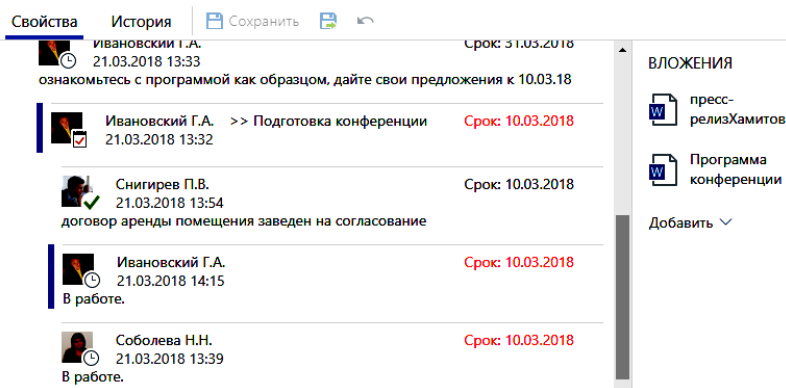 Свойства История Сохранить
Ивановский Г.А. Срок: 31.03.2018
21.03.2018 13:33
ознакомьтесь с программой как образцом, дайте свои предложения к 10.03.18
Ивановский Г.А. >> Подготовка конференции Срок: 10.03.2018
21.03.2018 13:32
Снигирев П.В. Срок: 10.03.2018
21.03.2018 13:54
договор аренды помещения заведен на согласование
Ивановский Г.А. Срок: 10.03.2018
21.03.2018 14:15
В работе.
Соболева Н.Н. Срок: 10.03.2018
21.03.2018 13:39
В работе.
ВЛОЖЕНИЯ
W
пресс-
релизХамитов
W
Программа
конференции
Добавить